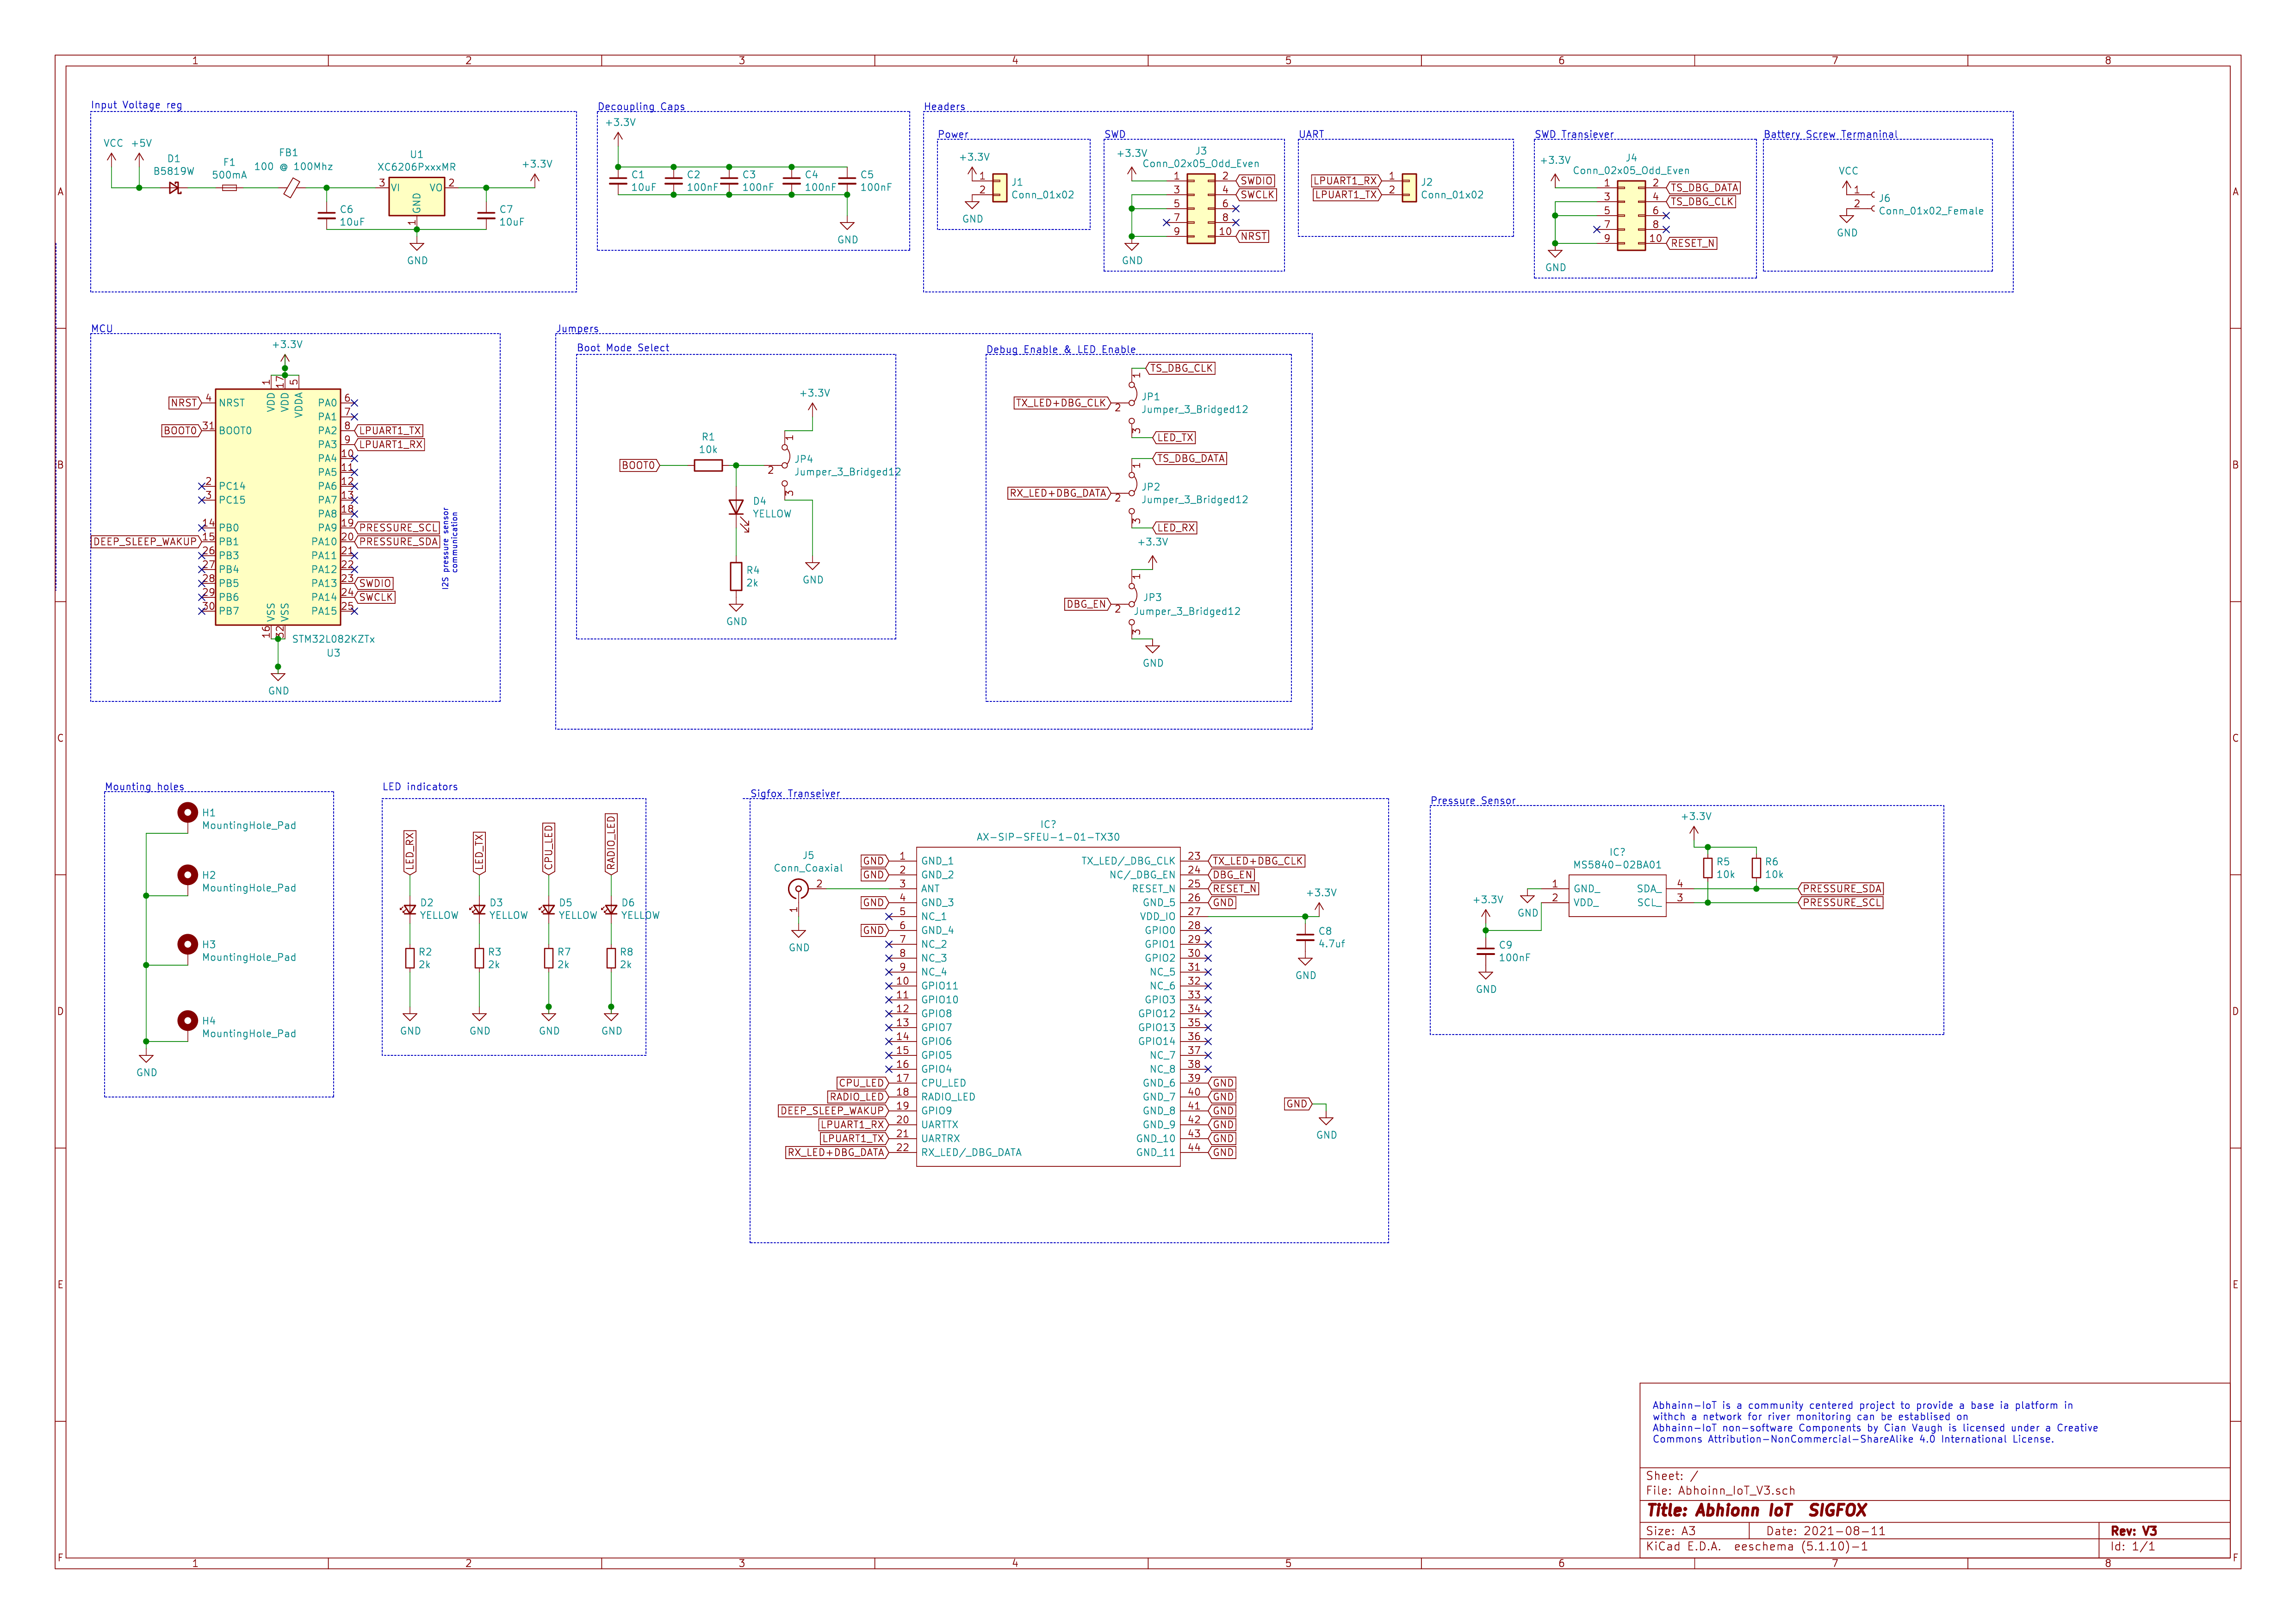 1 2 3 4 5 6 7 8
A
B
C
D
E
F
Input Voltage reg
VCC
+5V
D1
B5819W
F1
500mA
FB1
100 @ 100Mhz
U1
XC6206PxxxMR
3
VI
VO
2
GND
1
+3.3V
C6
10uF
C7
10uF
GND
Decoupling Caps
+3.3V
C1
10uF
C2
100nF
C3
100nF
C4
100nF
C5
100nF
GND
Headers
Power
+3.3V
1
2
J1
Conn_01x02
GND
SWD
+3.3V
J3
Conn_02x05_Odd_Even
1 2 SWDIO
3 4 SWCLK
5 6
7 8
9 10 NRST
GND
UART
LPUART1_RX 1
LPUART1_TX 2
J2
Conn_01x02
SWD Transiever
+3.3V
J4
Conn_02x05_Odd_Even
1 2 TS_DBG_DATA
3 4 TS_DBG_CLK
5 6
7 8
9 10 RESET_N
GND
Battery Screw Termaninal
VCC
1
2
J6
Conn_01x02_Female
GND
MCU
+3.3V
1 17 5
VDD VDD VDDA
NRST 4 NRST
BOOT0 31 BOOT0
2 PC14
3 PC15
14 PB0
DEEP_SLEEP_WAKUP 15 PB1
26 PB3
27 PB4
28 PB5
29 PB6
30 PB7
PA0 6
PA1 7
PA2 8 LPUART1_TX
PA3 9 LPUART1_RX
PA4 10
PA5 11
PA6 12
PA7 13
PA8 18
PA9 19 PRESSURE_SCL
PA10 20 PRESSURE_SDA
PA11 21
PA12 22
PA13 23 SWDIO
PA14 24 SWCLK
PA15 25
VSS VSS
16 32
STM32L082KZTx
U3
GND
I2S pressure sensor
communication
Jumpers
Boot Mode Select
+3.3V
R1
10k
BOOT0
1
2
3
JP4
Jumper_3_Bridged12
D4
YELLOW
R4
2k
GND
GND
Debug Enable & LED Enable
TS_DBG_CLK
1
TX_LED+DBG_CLK
2
JP1
Jumper_3_Bridged12
3
LED_TX
TS_DBG_DATA
1
RX_LED+DBG_DATA
2
JP2
Jumper_3_Bridged12
3
LED_RX
+3.3V
1
DBG_EN
2
JP3
Jumper_3_Bridged12
3
GND
Mounting holes
H1
MountingHole_Pad
H2
MountingHole_Pad
H3
MountingHole_Pad
H4
MountingHole_Pad
GND
LED indicators
LED_RX
LED_TX
CPU_LED
RADIO_LED
D2
YELLOW
D3
YELLOW
D5
YELLOW
D6
YELLOW
R2
2k
R3
2k
R7
2k
R8
2k
GND
GND
GND
GND
Sigfox Transeiver
IC?
AX-SIP-SFEU-1-01-TX30
J5
Conn_Coaxial
2
1
GND
GND 1 GND_1
GND 2 GND_2
3 ANT
GND 4 GND_3
5 NC_1
GND 6 GND_4
7 NC_2
8 NC_3
9 NC_4
10 GPIO11
11 GPIO10
12 GPIO8
13 GPIO7
14 GPIO6
15 GPIO5
16 GPIO4
CPU_LED 17 CPU_LED
RADIO_LED 18 RADIO_LED
DEEP_SLEEP_WAKUP 19 GPIO9
LPUART1_RX 20 UARTTX
LPUART1_TX 21 UARTRX
RX_LED+DBG_DATA 22 RX_LED/_DBG_DATA
TX_LED/_DBG_CLK 23 TX_LED+DBG_CLK
NC/_DBG_EN 24 DBG_EN
RESET_N 25 RESET_N
GND_5 26 GND
VDD_IO 27
GPIO0 28
GPIO1 29
GPIO2 30
NC_5 31
NC_6 32
GPIO3 33
GPIO12 34
GPIO13 35
GPIO14 36
NC_7 37
NC_8 38
GND_6 39 GND
GND_7 40 GND
GND_8 41 GND
GND_9 42 GND
GND_10 43 GND
GND_11 44 GND
+3.3V
C8
4.7uf
GND
GND
GND
Pressure Sensor
+3.3V
IC?
MS5840-02BA01
R5
10k
R6
10k
1 GND_
2 VDD_
SDA_ 4 PRESSURE_SDA
SCL_ 3 PRESSURE_SCL
GND
+3.3V
C9
100nF
GND
Abhainn-IoT is a community centered project to provide a base ia platform in
withch a network for river monitoring can be establised on
Abhainn-IoT non-software Components by Cian Vaugh is licensed under a Creative
Commons Attribution-NonCommercial-ShareAlike 4.0 International License.
Sheet: /
File: Abhoinn_IoT_V3.sch
Title: Abhionn IoT SIGFOX
Size: A3
Date: 2021-08-11
Rev: V3
KiCad E.D.A. eeschema (5.1.10)-1
Id: 1/1
A
B
C
D
E
F
1 2 3 4 5 6 7 8